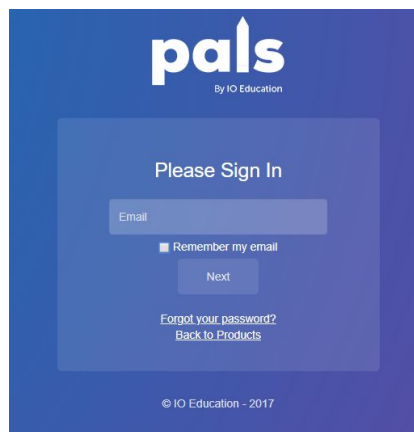 pals
By IO Education
Please Sign In
Email
Remember my email
Next
Forgot your password?
Back to Products
© IO Education - 2017